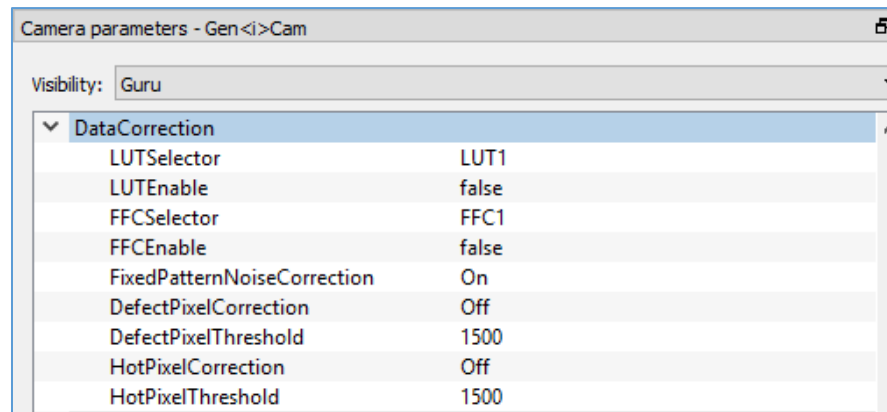 Camera parameters - Gen<i>Cam
Visibility: Guru
DataCorrection
LUTSelector LUT1
LUTEnable false
FFCSelector FFC1
FFCEnable false
FixedPatternNoiseCorrection On
DefectPixelCorrection Off
DefectPixelThreshold 1500
HotPixelCorrection Off
HotPixelThreshold 1500